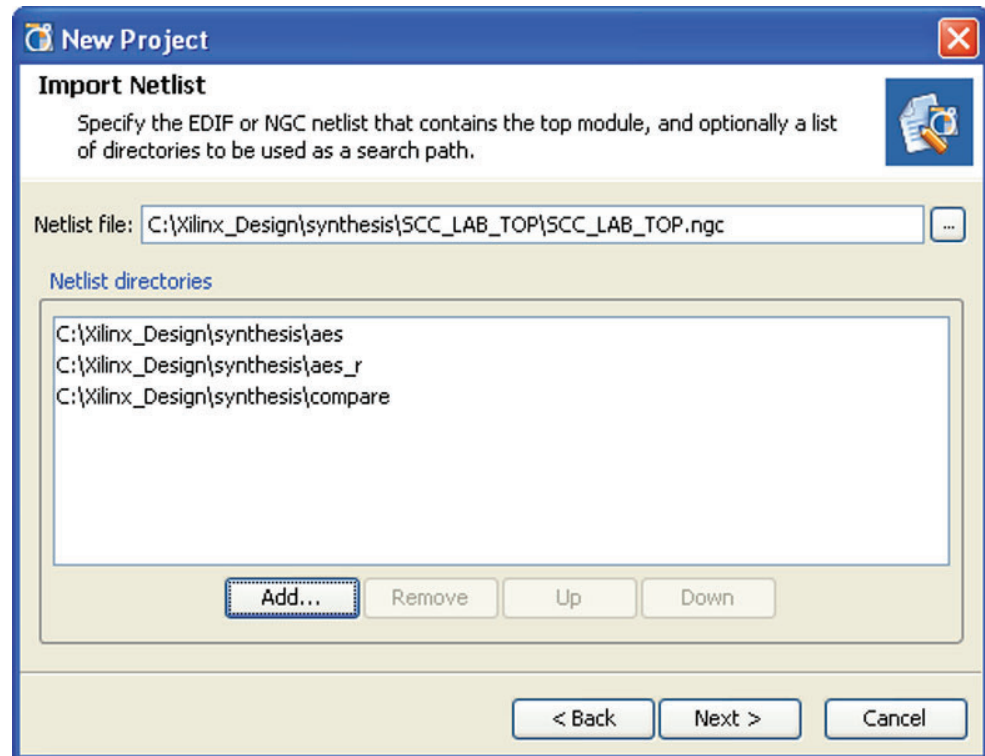 New Project
Import Netlist
Specify the EDIF or NGC netlist that contains the top module, and optionally a list
of directories to be used as a search path.
Netlist file: C:\Xilinx_Design\synthesis\SCC_LAB_TOP\SCC_LAB_TOP.ngc ...
Netlist directories
C:\Xilinx_Design\synthesis\aes
C:\Xilinx_Design\synthesis\aes_r
C:\Xilinx_Design\synthesis\compare
Add... Remove Up Down
< Back Next > Cancel